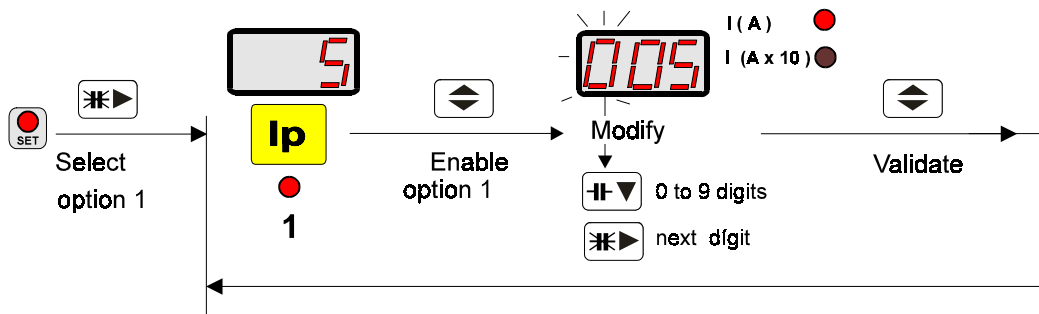 SET
Select
option 1
5
Ip
1
Enable
option 1
005
I ( A )
I ( A x 10 )
Modify
0 to 9 digits
next dígit
Validate